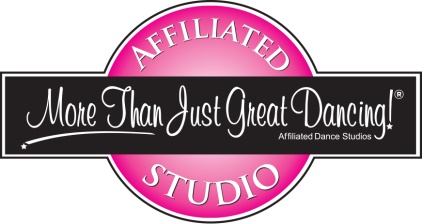 AFFILIATED
More Than Just Great Dancing!®
Affiliated Dance Studios
STUDIO